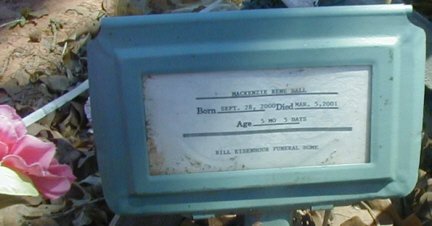 MACKENZIE RENE BALL
Born SEPT. 28, 2000 Died MAR. 5, 2001
Age 5 MO 5 DAYS
BILL EISENHOUR FUNERAL HOME